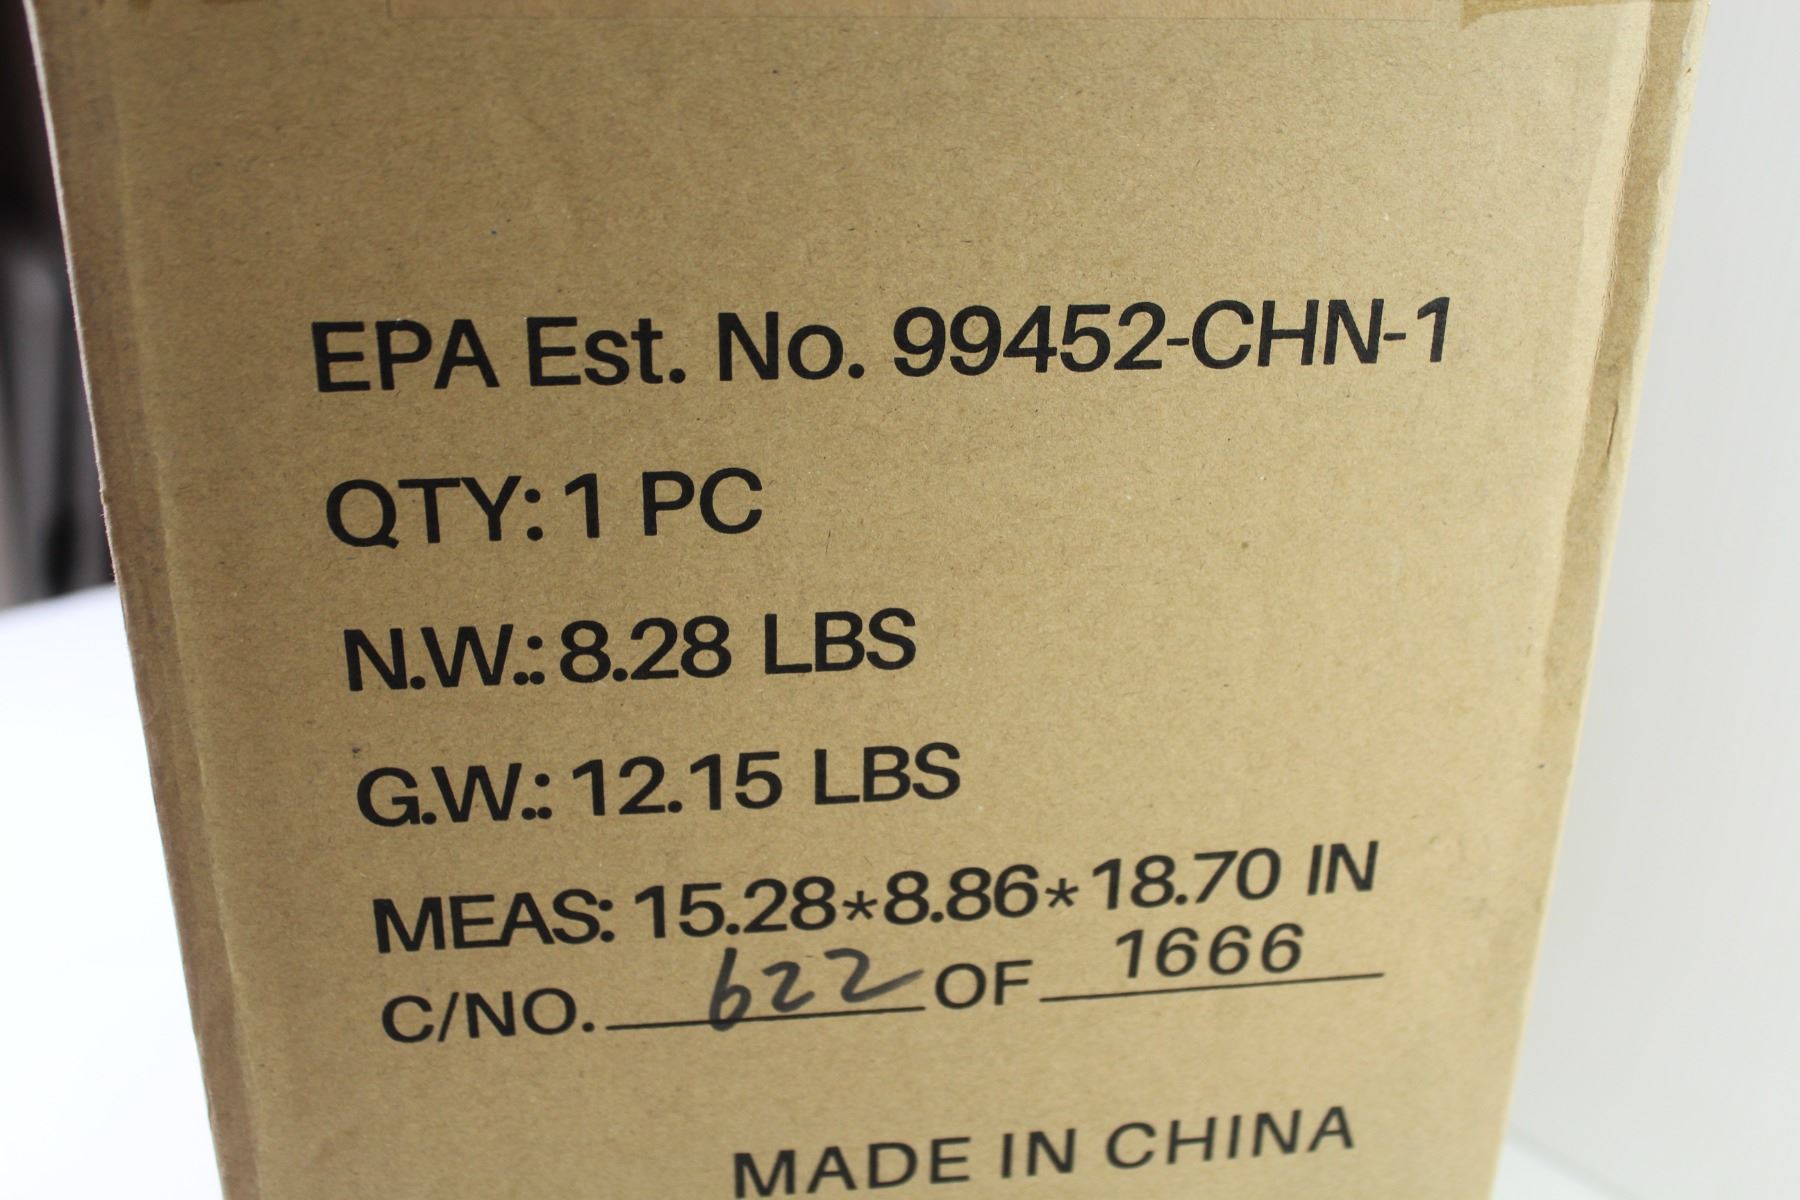 EPA Est. No. 99452-CHN-1
QTY: 1 PC
N.W.: 8.28 LBS
G.W.: 12.15 LBS
MEAS: 15.28*8.86*18.70 IN
C/NO. 622 OF 1666
MADE IN CHINA